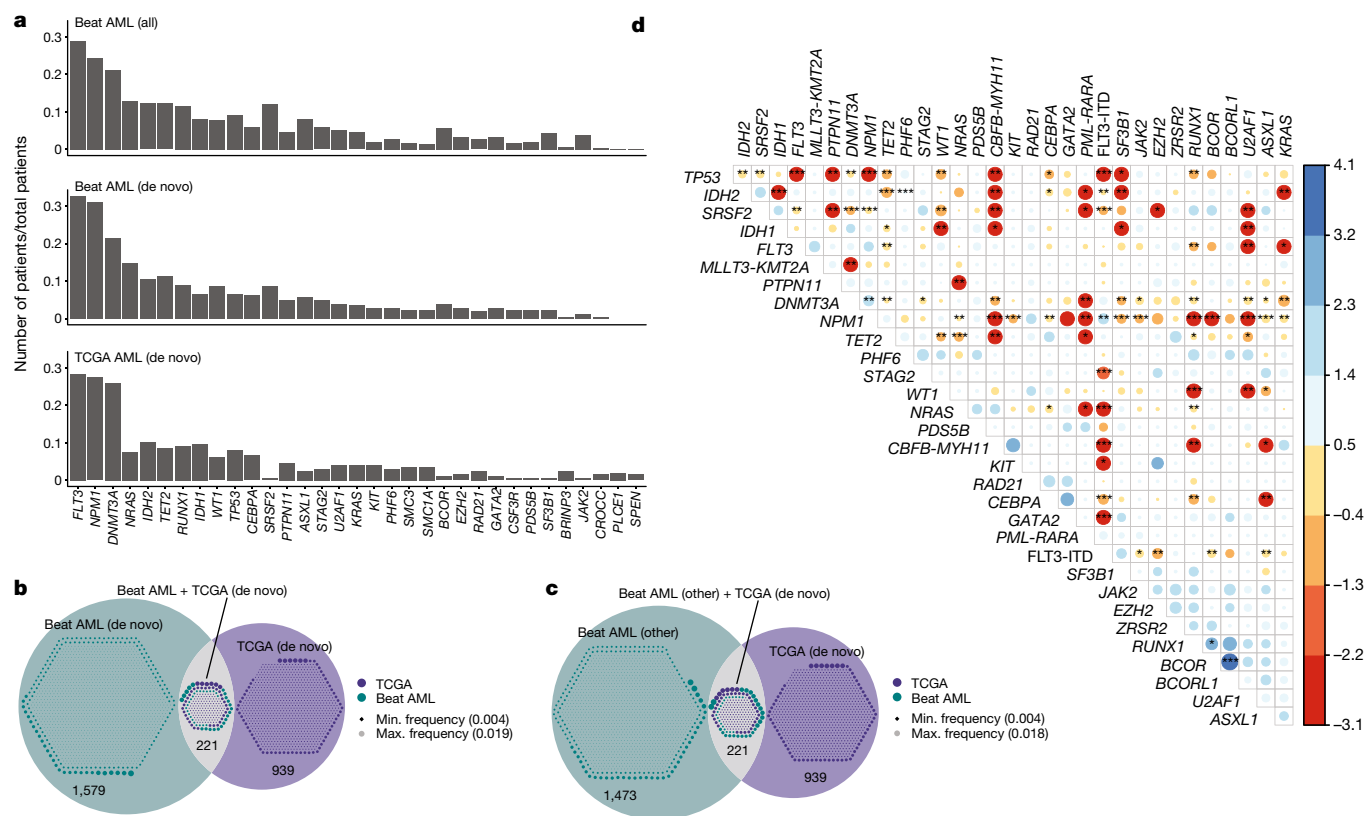 a
Beat AML (all)
0.3
0.2
0.1
0
Beat AML (de novo)
0.3
0.2
0.1
0
TCGA AML (de novo)
0.3
0.2
0.1
0
Number of patients/total patients
FLT3
NPM1
DNMT3A
NRAS
IDH2
TET2
RUNX1
IDH1
WT1
TP53
CEBPA
SRSF2
PTPN11
ASXL1
STAG2
U2AF1
KRAS
KIT
PHF6
SMC3
SMC1A
BCOR
EZH2
RAD21
GATA2
CSF3R
PDS5B
SF3B1
BRINP3
JAK2
CROCC
PLCE1
SPEN
b
Beat AML + TCGA (de novo)
Beat AML (de novo)
TCGA (de novo)
TCGA
Beat AML
Min. frequency (0.004)
Max. frequency (0.019)
221
939
1,579
c
Beat AML (other) + TCGA (de novo)
Beat AML (other)
TCGA (de novo)
TCGA
Beat AML
Min. frequency (0.004)
Max. frequency (0.018)
221
939
1,473
d
IDH2
SRSF2
IDH1
FLT3
MLLT3-KMT2A
PTPN11
DNMT3A
NPM1
TET2
PHF6
STAG2
WT1
NRAS
PDS5B
CBFB-MYH11
KIT
RAD21
CEBPA
GATA2
PML-RARA
FLT3-ITD
SF3B1
JAK2
EZH2
ZRSR2
RUNX1
BCOR
BCORL1
U2AF1
ASXL1
KRAS
TP53
IDH2
SRSF2
IDH1
FLT3
MLLT3-KMT2A
PTPN11
DNMT3A
NPM1
TET2
PHF6
STAG2
WT1
NRAS
PDS5B
CBFB-MYH11
KIT
RAD21
CEBPA
GATA2
PML-RARA
FLT3-ITD
SF3B1
JAK2
EZH2
ZRSR2
RUNX1
BCOR
BCORL1
U2AF1
ASXL1
4.1
3.2
2.3
1.4
0.5
−0.4
−1.3
−2.2
−3.1